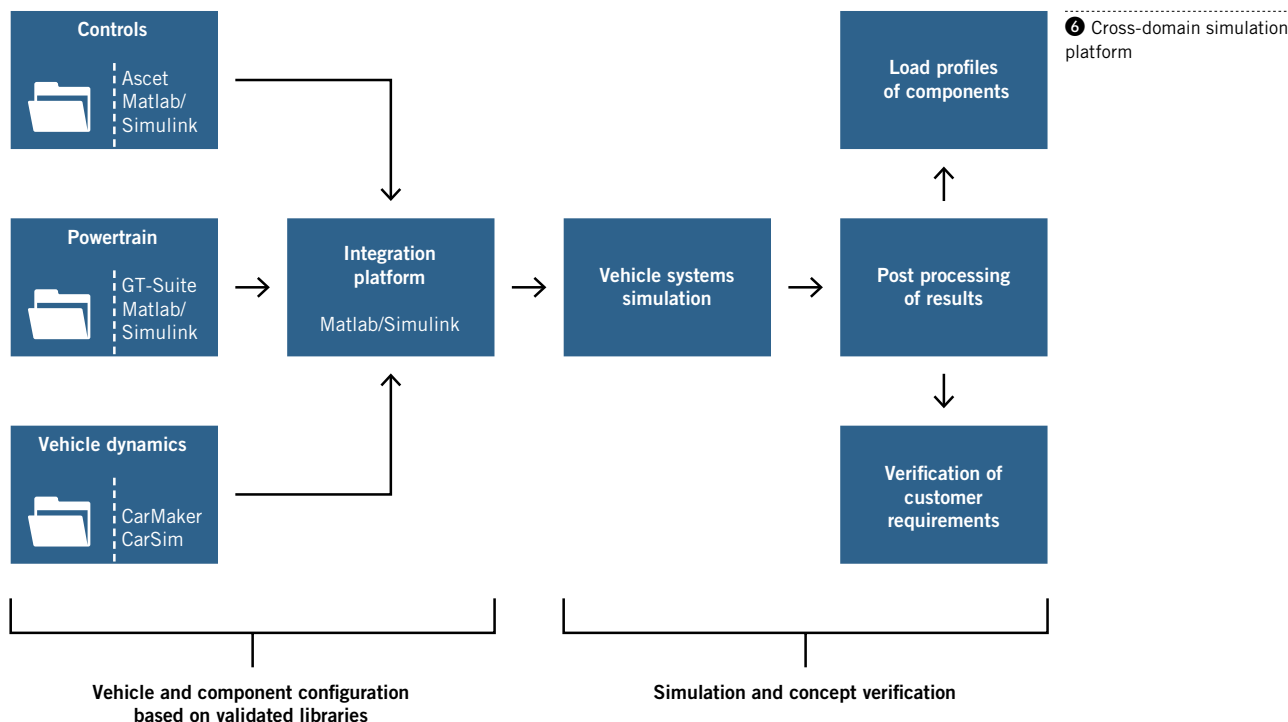 Controls
Ascet
Matlab/
Simulink
Powertrain
GT-Suite
Matlab/
Simulink
Vehicle dynamics
CarMaker
CarSim
Integration
platform
Matlab/Simulink
Vehicle systems
simulation
Load profiles
of components
Post processing
of results
Verification of
customer
requirements
Vehicle and component configuration
based on validated libraries
Simulation and concept verification
❻ Cross-domain simulation
platform